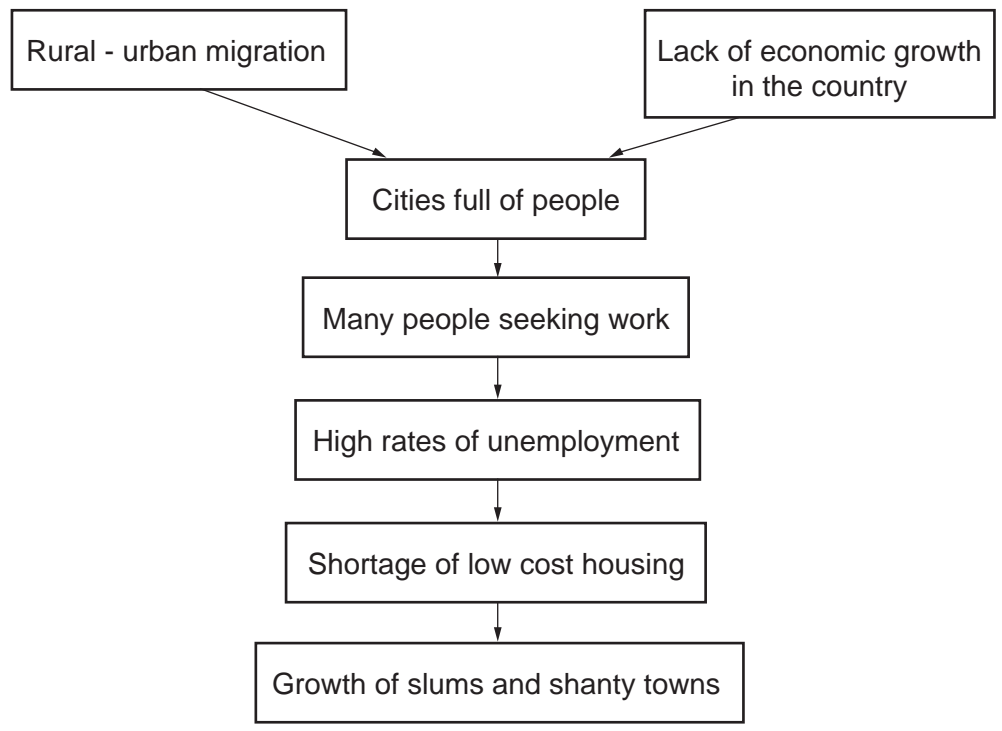 Rural - urban migration
Lack of economic growth
in the country
Cities full of people
Many people seeking work
High rates of unemployment
Shortage of low cost housing
Growth of slums and shanty towns